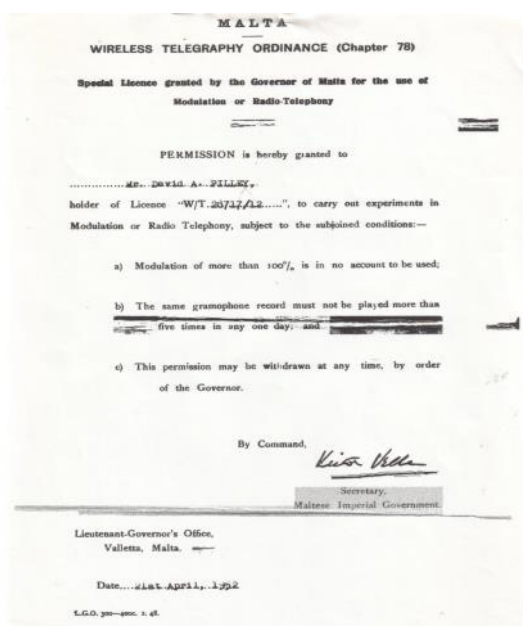 MALTA
WIRELESS TELEGRAPHY ORDINANCE (Chapter 78)
Special Licence granted by the Governor of Malta for the use of
Modulation or Radio-Telephony
PERMISSION is hereby granted to
Mr. David A. PILLEY,
holder of Licence "W/T.20717/12.....", to carry out experiments in
Modulation or Radio Telephony, subject to the subjoined conditions:—
a) Modulation of more than 100% is in no account to be used;
b) The same gramophone record must not be played more than
five times in any one day; and
c) This permission may be withdrawn at any time, by order
of the Governor.
By Command,
Secretary,
Maltese Imperial Government.
Lieutenant-Governor's Office,
Valletta, Malta.
Date....21st April, 1952
L.G.O. 2. 48.